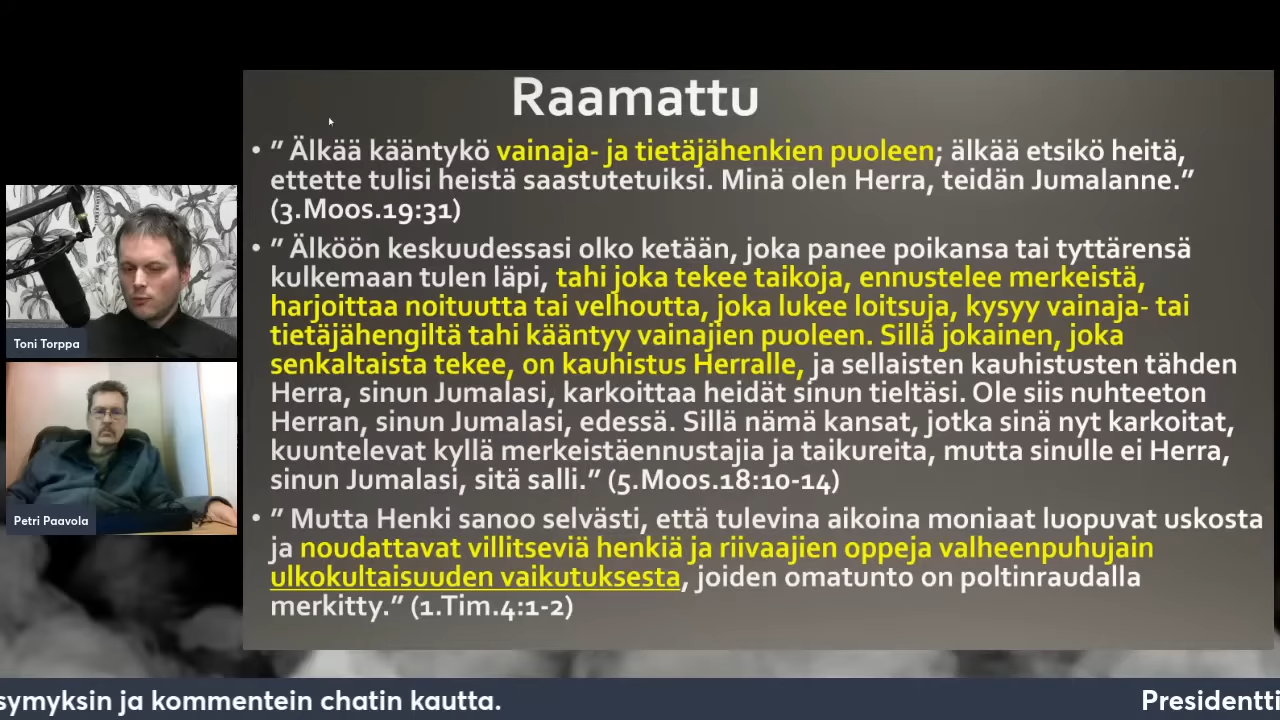 Raamattu
• ” Älkää kääntykö vainaja- ja tietäjähenkien puoleen; älkää etsikö heitä,
ettette tulisi heistä saastutetuiksi. Minä olen Herra, teidän Jumalanne.”
(3.Moos.19:31)
• ” Älköön keskuudessasi olko ketään, joka panee poikansa tai tyttärensä
kulkemaan tulen läpi, tahi joka tekee taikoja, ennustelee merkeistä,
harjoittaa noituutta tai velhoutta, joka lukee loitsuja, kysyy vainaja- tai
tietäjähengiltä tahi kääntyy vainajien puoleen. Sillä jokainen, joka
senkaltaista tekee, on kauhistus Herralle, ja sellaisten kauhistusten tähden
Herra, sinun Jumalasi, karkoittaa heidät sinun tieltäsi. Ole siis nuhteeton
Herran, sinun Jumalasi, edessä. Sillä nämä kansat, jotka sinä nyt karkoitat,
kuuntelevat kyllä merkeistäennustajia ja taikureita, mutta sinulle ei Herra,
sinun Jumalasi, sitä salli.” (5.Moos.18:10-14)
• ” Mutta Henki sanoo selvästi, että tulevina aikoina moniaat luopuvat uskosta
ja noudattavat villitseviä henkiä ja riivaajien oppeja valheenpuhujain
ulkokultaisuuden vaikutuksesta, joiden omatunto on poltinraudalla
merkitty.” (1.Tim.4:1-2)
Toni Torppa
Petri Paavola
symyksin ja kommentein chatin kautta.
Presidentti